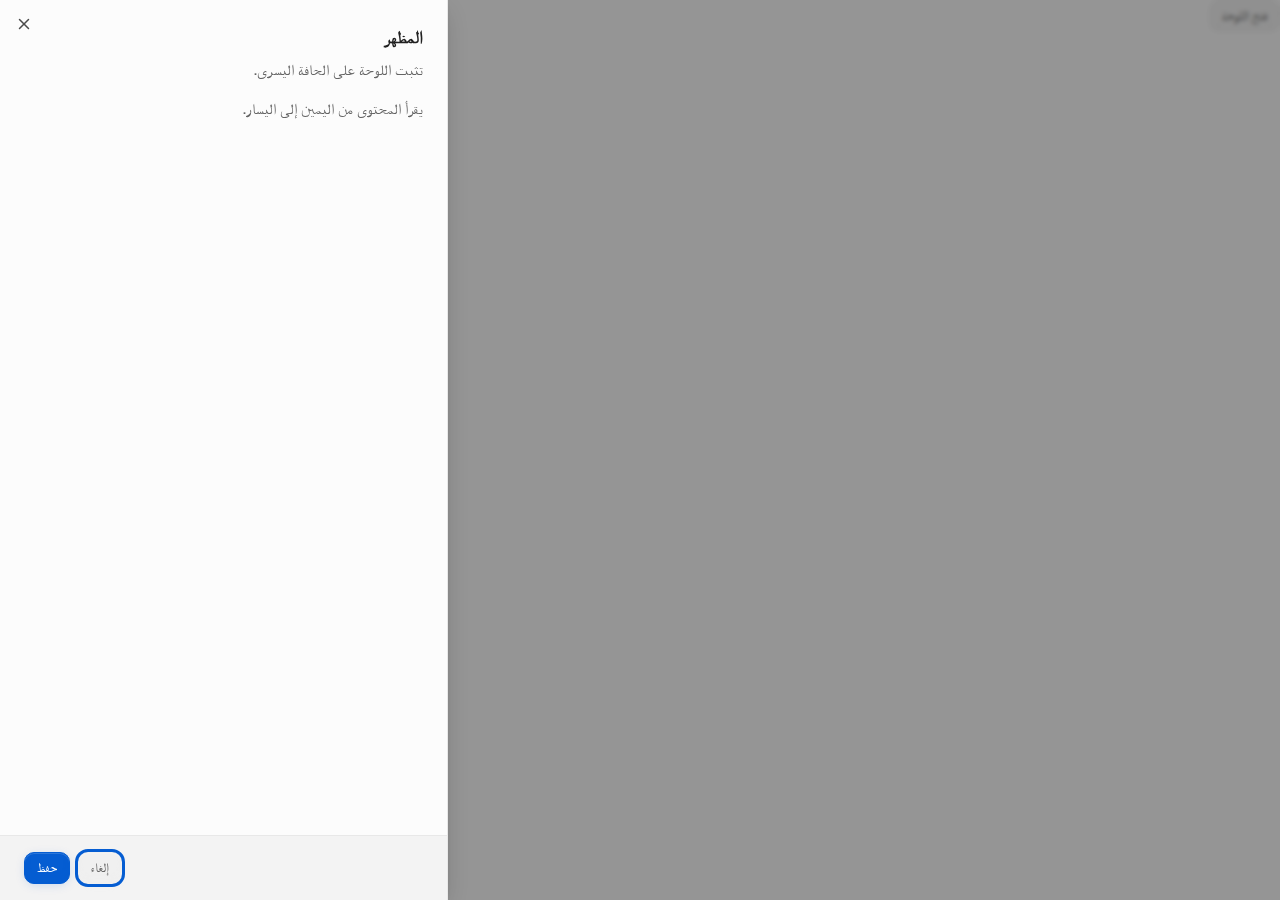 المظهر
تثبت اللوحة على الحافة اليسرى.
يقرأ المحتوى من اليمين إلى اليسار.
إلغاء
حفظ